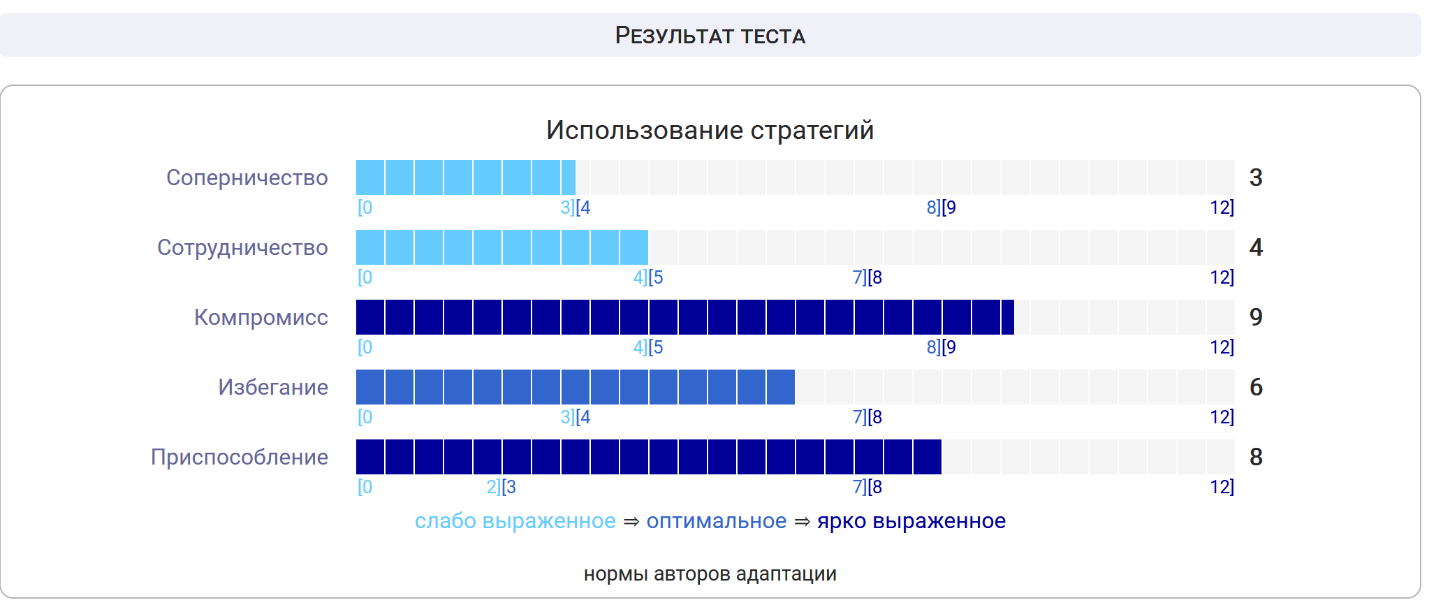 Результат теста
Использование стратегий
Соперничество 3
[0 3][4 8][9 12]
Сотрудничество 4
[0 4][5 7][8 12]
Компромисс 9
[0 4][5 8][9 12]
Избегание 6
[0 3][4 7][8 12]
Приспособление 8
[0 2][3 7][8 12]
слабо выраженное ⇒ оптимальное ⇒ ярко выраженное
нормы авторов адаптации